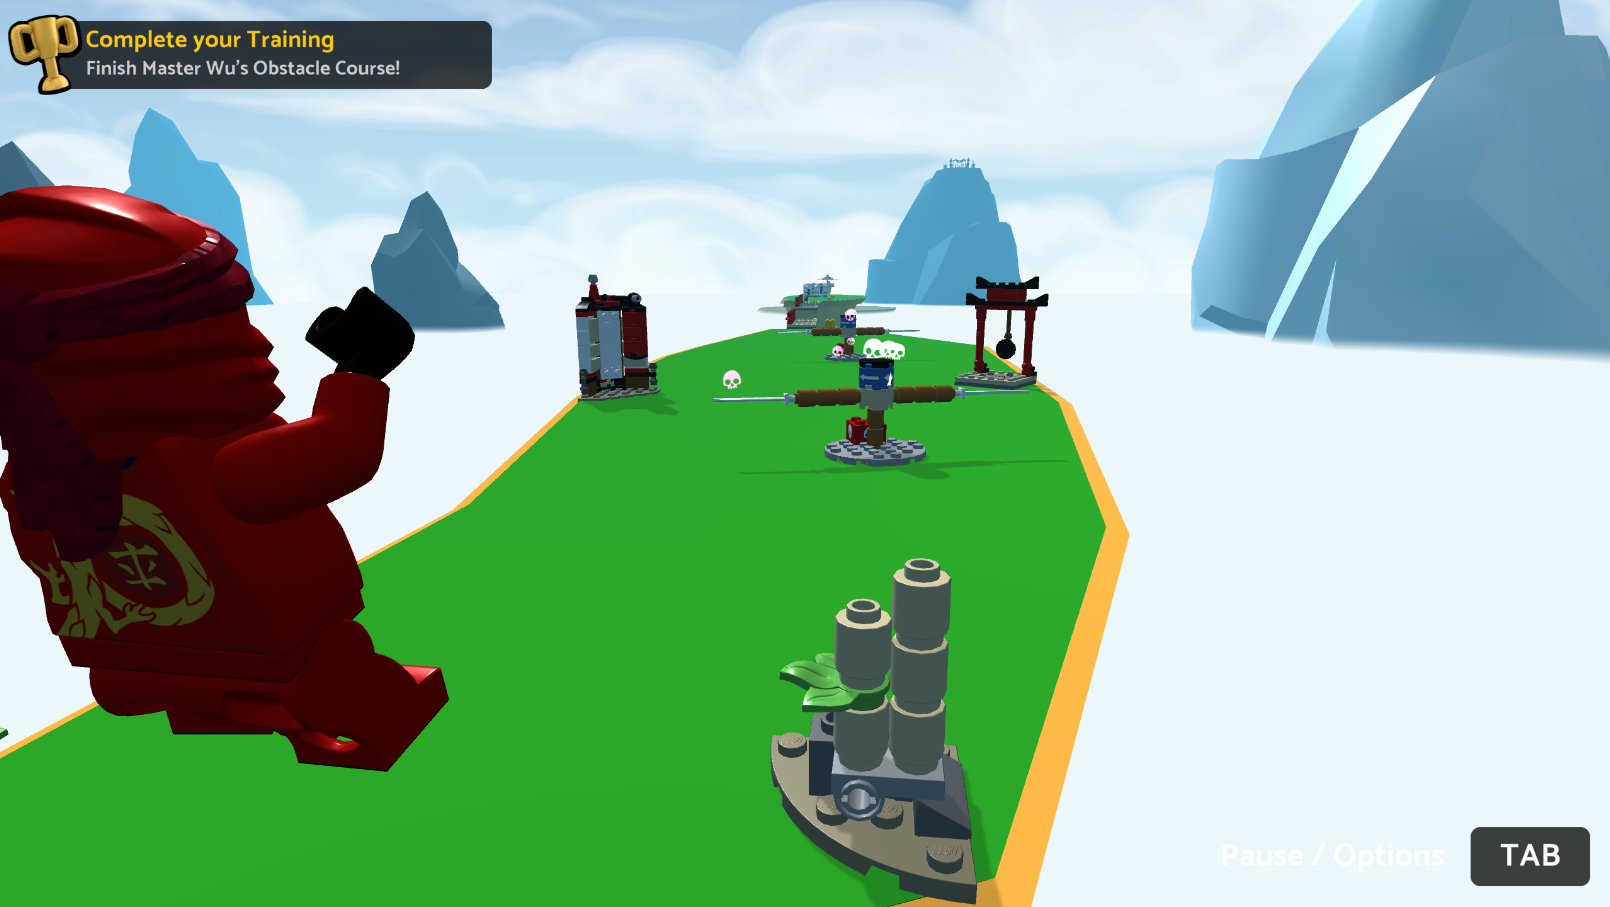 Complete your Training
Finish Master Wu's Obstacle Course!
Pause / Options
TAB